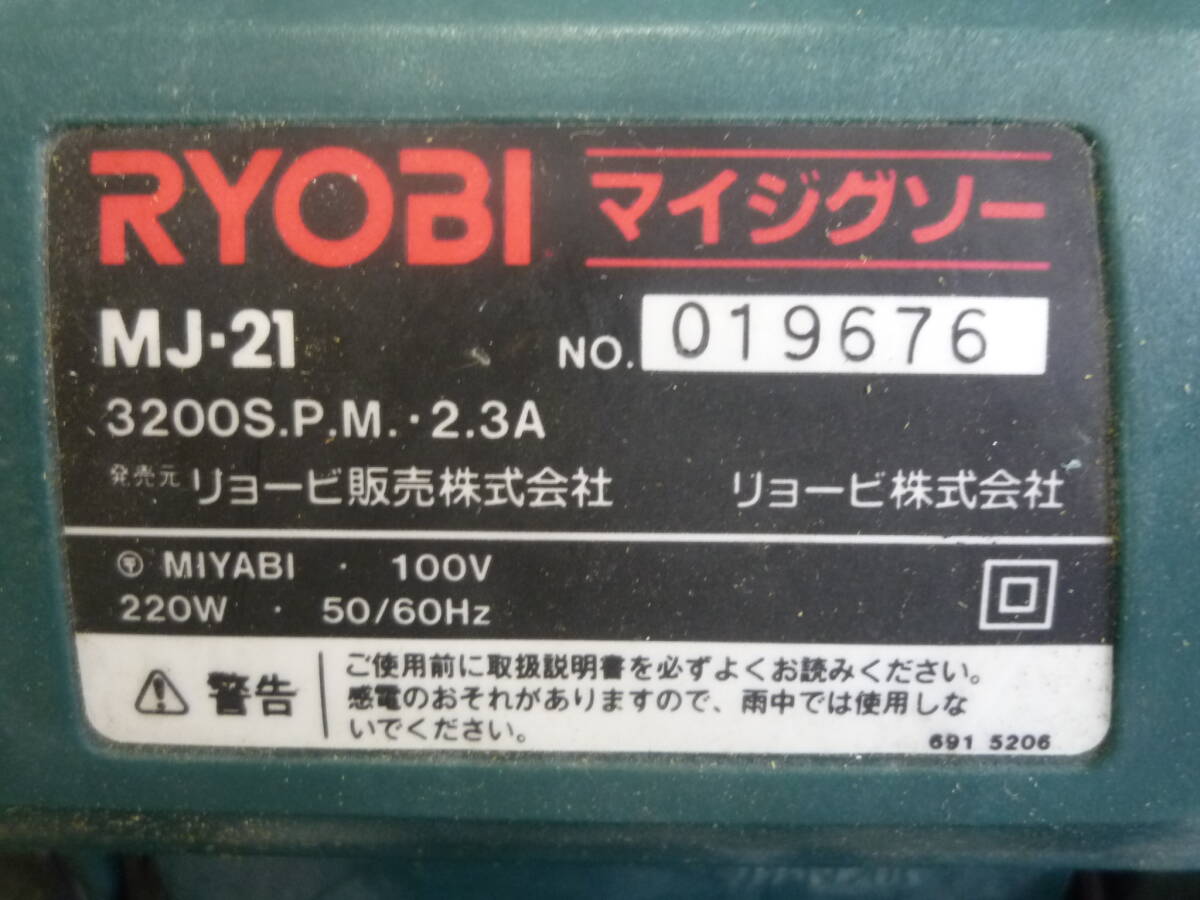 RYOBI マイジグソー
MJ·21 NO. 019676
3200S.P.M.·2.3A
発売元 リョービ販売株式会社 リョービ株式会社
〒 MIYABI · 100V
220W · 50/60Hz
⚠ 警告
ご使用前に取扱説明書を必ずよくお読みください。
感電のおそれがありますので、雨中では使用しな
いでください。
691 5206